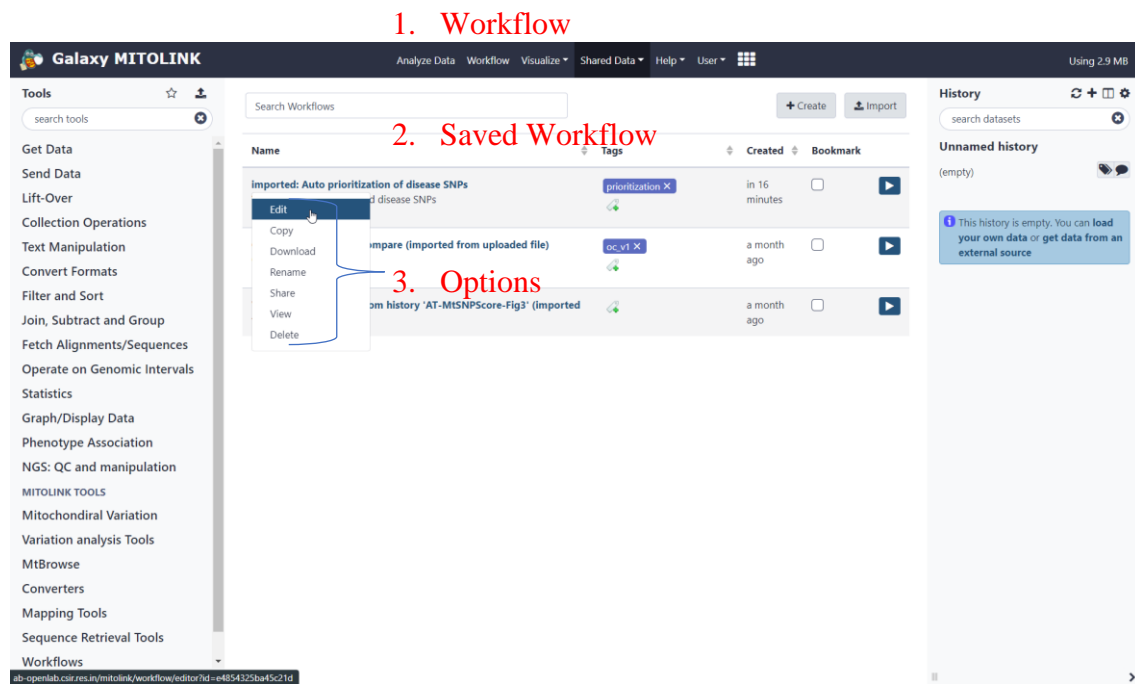 1. Workflow
Galaxy MITOLINK
Analyze Data Workflow Visualize Shared Data Help User
Using 2.9 MB
Tools
search tools
Get Data
Send Data
Lift-Over
Collection Operations
Text Manipulation
Convert Formats
Filter and Sort
Join, Subtract and Group
Fetch Alignments/Sequences
Operate on Genomic Intervals
Statistics
Graph/Display Data
Phenotype Association
NGS: QC and manipulation
MITOLINK TOOLS
Mitochondiral Variation
Variation analysis Tools
MtBrowse
Converters
Mapping Tools
Sequence Retrieval Tools
Workflows
ab-openlab.csir.res.in/mitolink/workflow/editor?id=e4854325ba45c21d
Search Workflows
+ Create
Import
2. Saved Workflow
Name Tags Created Bookmark
imported: Auto prioritization of disease SNPs
d disease SNPs
prioritization ×
in 16
minutes
Edit
Copy
Download
Rename
Share
View
Delete
ompare (imported from uploaded file)
oc_v1 ×
a month
ago
3. Options
om history 'AT-MtSNPScore-Fig3' (imported
a month
ago
History
search datasets
Unnamed history
(empty)
This history is empty. You can load
your own data or get data from an
external source